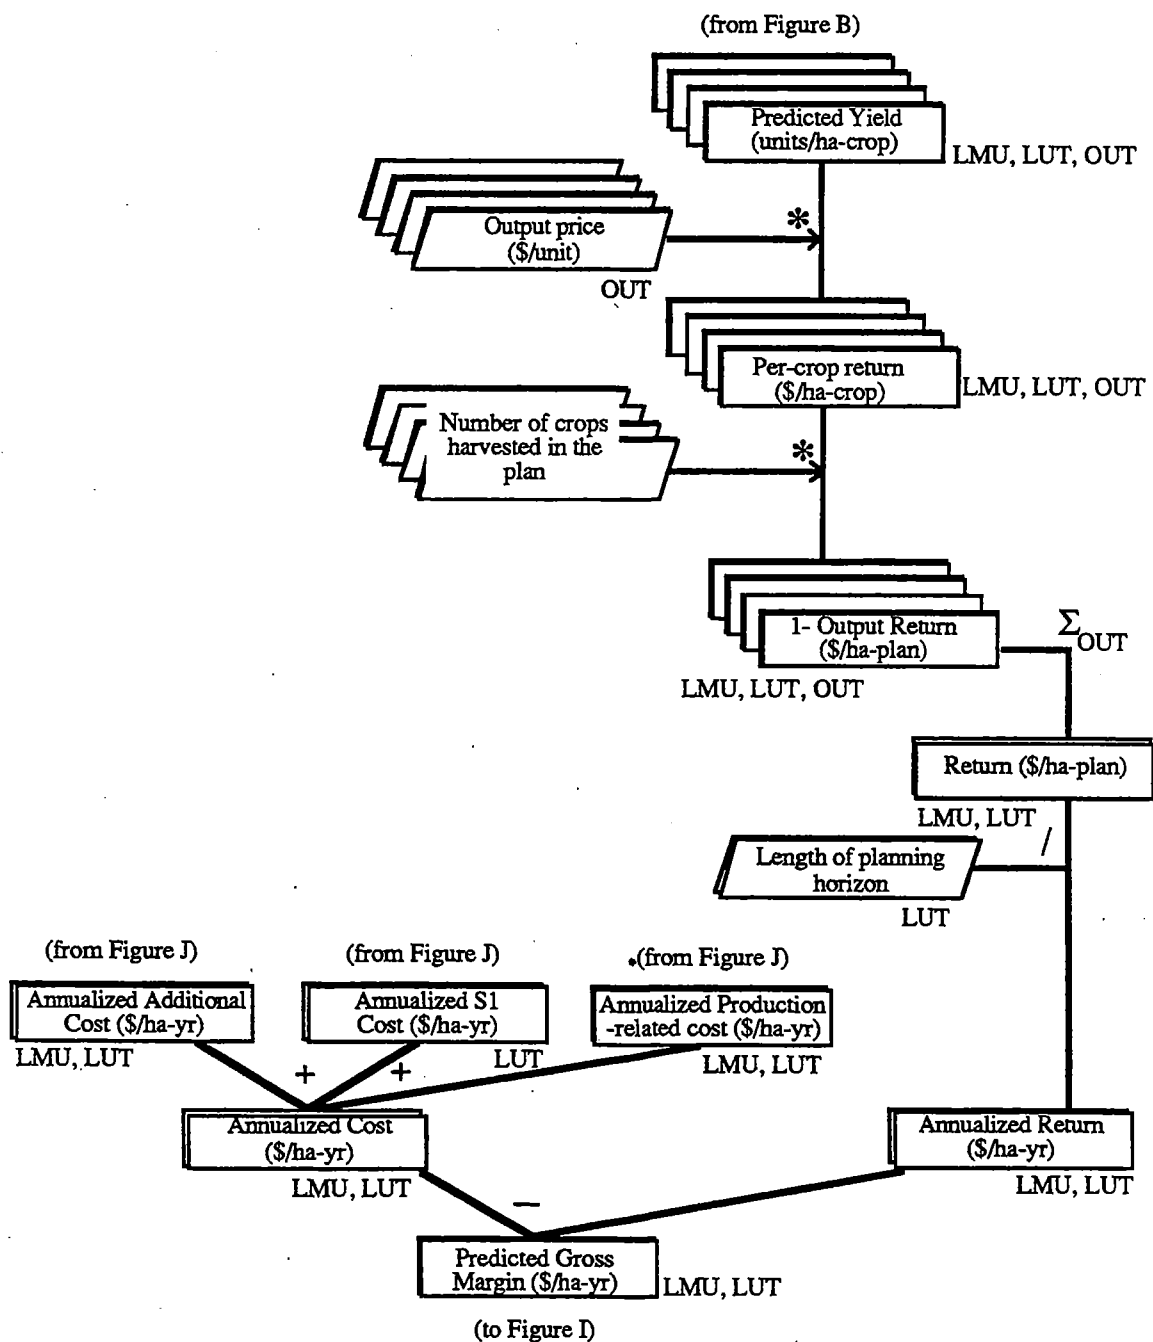 (from Figure B)
Predicted Yield
(units/ha-crop)
LMU, LUT, OUT
*
Output price
($/unit)
OUT
Per-crop return
($/ha-crop)
LMU, LUT, OUT
Number of crops
harvested in the
plan
*
1- Output Return
($/ha-plan)
Σ OUT
LMU, LUT, OUT
Return ($/ha-plan)
LMU, LUT
/
Length of planning
horizon
LUT
(from Figure J)
(from Figure J)
(from Figure J)
Annualized Additional
Cost ($/ha-yr)
LMU, LUT
Annualized S1
Cost ($/ha-yr)
LUT
Annualized Production
-related cost ($/ha-yr)
LMU, LUT
+
+
Annualized Cost
($/ha-yr)
LMU, LUT
Annualized Return
($/ha-yr)
LMU, LUT
—
Predicted Gross
Margin ($/ha-yr)
LMU, LUT
(to Figure I)